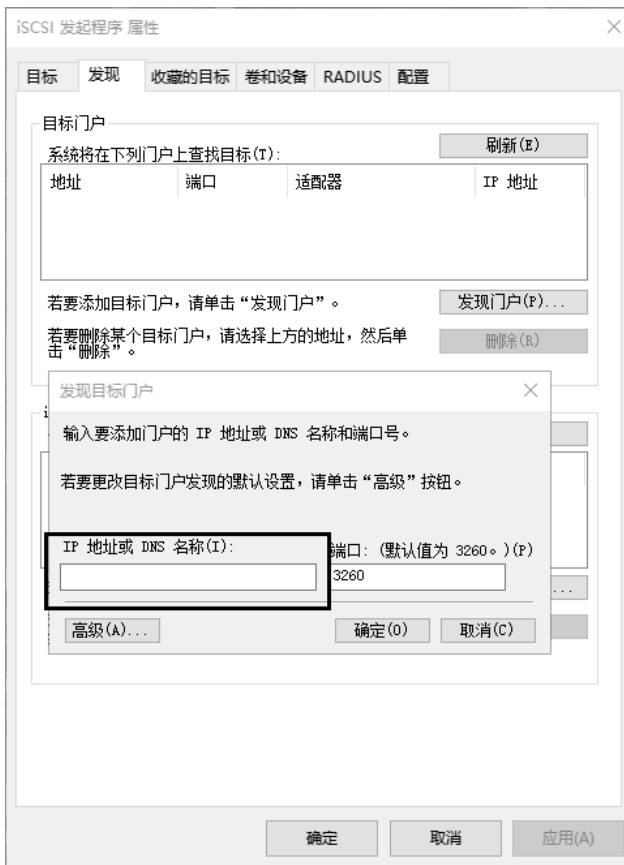 iSCSI 发起程序 属性
目标 发现 收藏的目标 卷和设备 RADIUS 配置
目标门户
系统将在下列门户上查找目标(T): 刷新(E)
地址 端口 适配器 IP 地址
若要添加目标门户，请单击“发现门户”。 发现门户(P)...
若要删除某个目标门户，请选择上方的地址，然后单
击“删除”。 删除(R)
发现目标门户
输入要添加门户的 IP 地址或 DNS 名称和端口号。
若要更改目标门户发现的默认设置，请单击“高级”按钮。
IP 地址或 DNS 名称(I): 端口: (默认值为 3260。)(P)
3260
...
高级(A)... 确定(O) 取消(C)
确定 取消 应用(A)